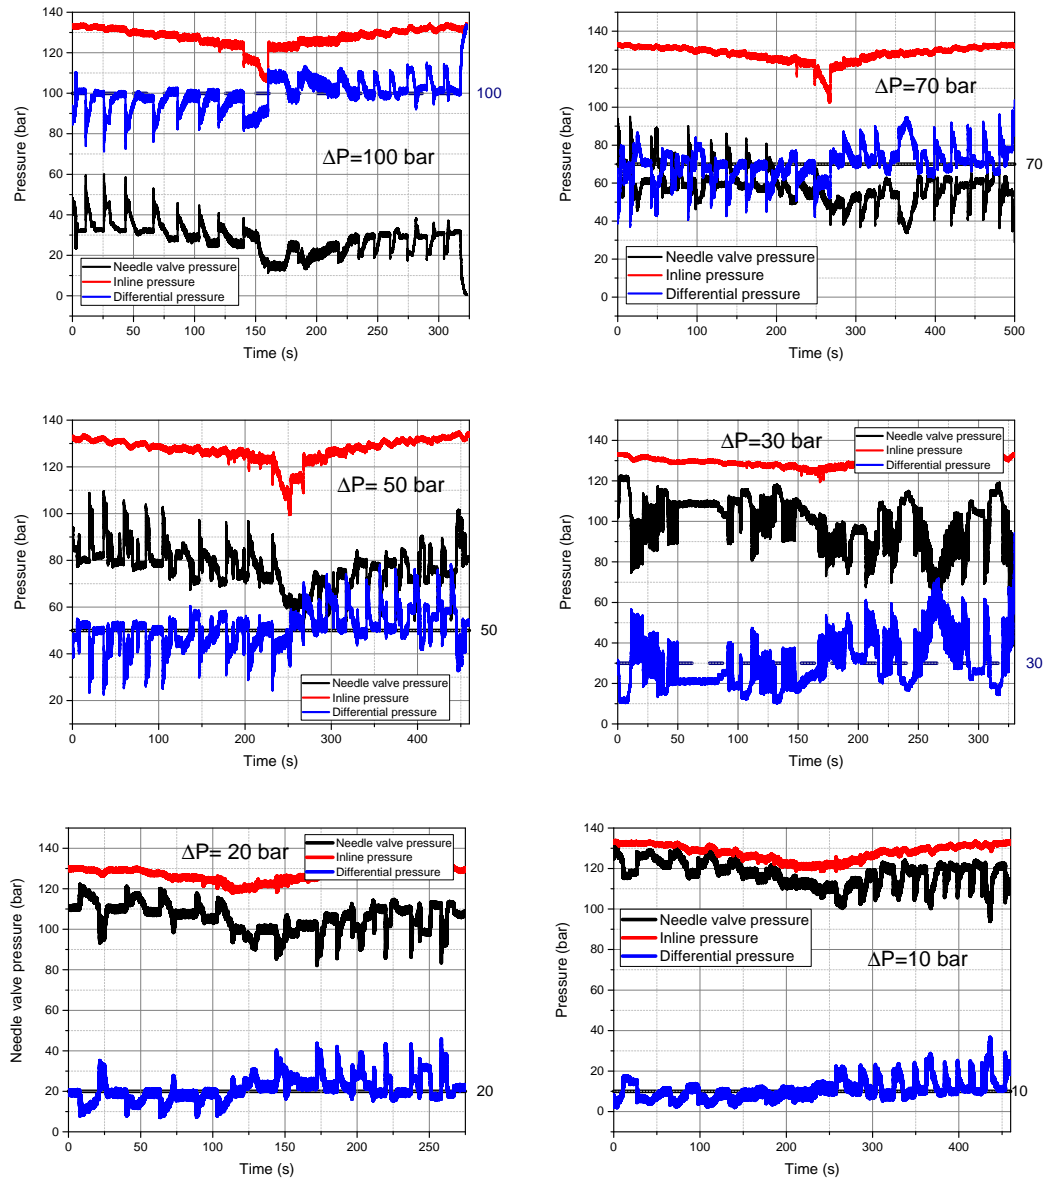 140
120
100
80
60
40
20
0
Pressure (bar)
ΔP=100 bar
100
Needle valve pressure
Inline pressure
Differential pressure
0 50 100 150 200 250 300
Time (s)
140
120
100
80
60
40
20
0
Pressure (bar)
ΔP=70 bar
70
Needle valve pressure
Inline pressure
Differential pressure
0 100 200 300 400 500
Time (s)
140
120
100
80
60
40
20
Pressure (bar)
ΔP= 50 bar
50
Needle valve pressure
Inline pressure
Differential pressure
0 100 200 300 400
Time (s)
140
120
100
80
60
40
20
0
Pressure (bar)
ΔP=30 bar
Needle valve pressure
Inline pressure
Differential pressure
30
0 50 100 150 200 250 300
Time (s)
140
120
100
80
60
40
20
0
Needle valve pressure (bar)
ΔP= 20 bar
Needle valve pressure
Inline pressure
Differential pressure
20
0 50 100 150 200 250
Time (s)
140
120
100
80
60
40
20
0
Pressure (bar)
Needle valve pressure
Inline pressure
Differential pressure
ΔP=10 bar
10
0 100 200 300 400
Time (s)